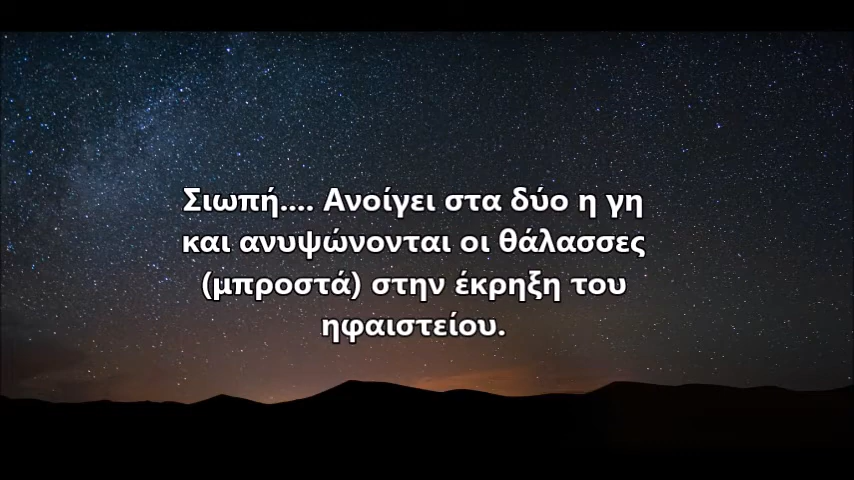 Σιωπή.... Ανοίγει στα δύο η γη
και ανυψώνονται οι θάλασσες
(μπροστά) στην έκρηξη του
ηφαιστείου.